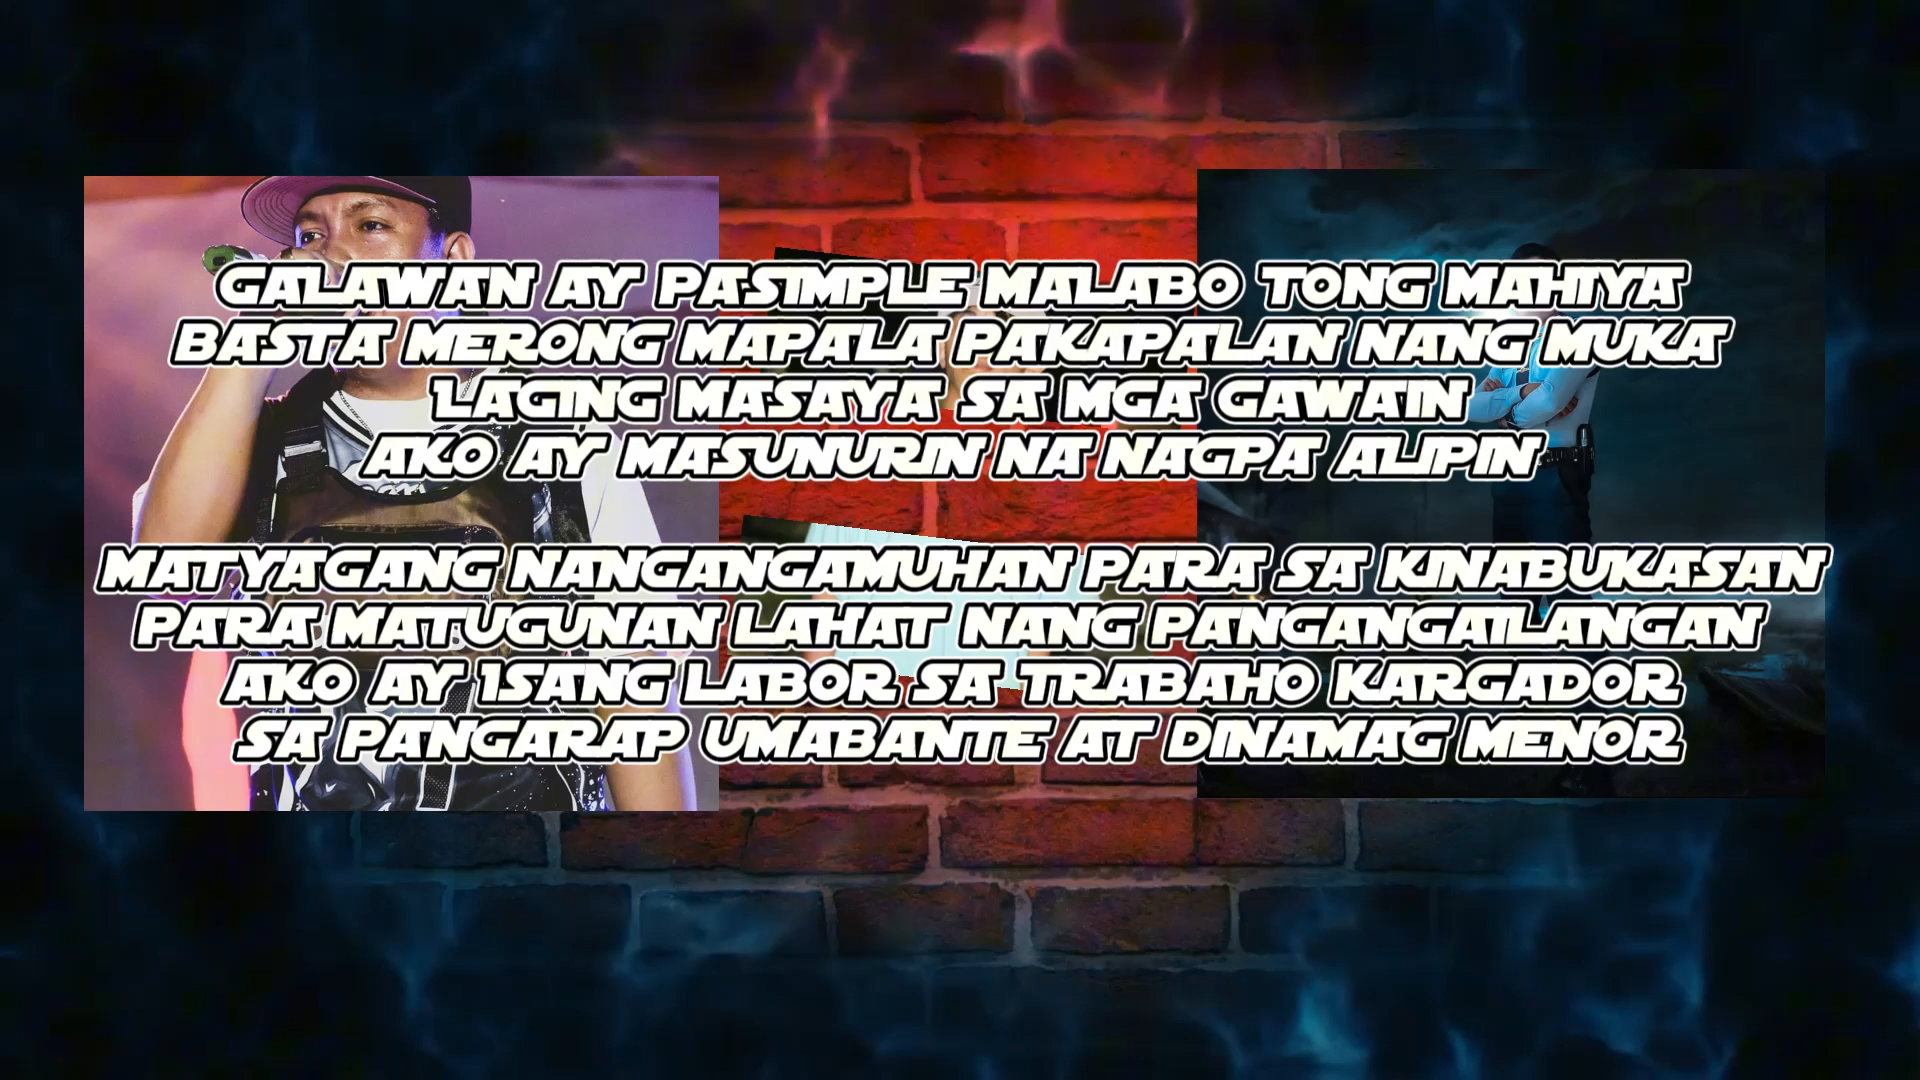 GALAWAN AY PASIMPLE MALABO TONG MAHIYA
BASTA MERONG MAPALA PAKAPALAN NANG MUKA
LAGING MASAYA SA MGA GAWAIN
AKO AY MASUNURIN NA NAGPA ALIPIN
MATYAGANG NANGANGAMUHAN PARA SA KINABUKASAN
PARA MATUGUNAN LAHAT NANG PANGANGAILANGAN
AKO AY ISANG LABOR SA TRABAHO KARGADOR
SA PANGARAP UMABANTE AT DINAMAG MENOR